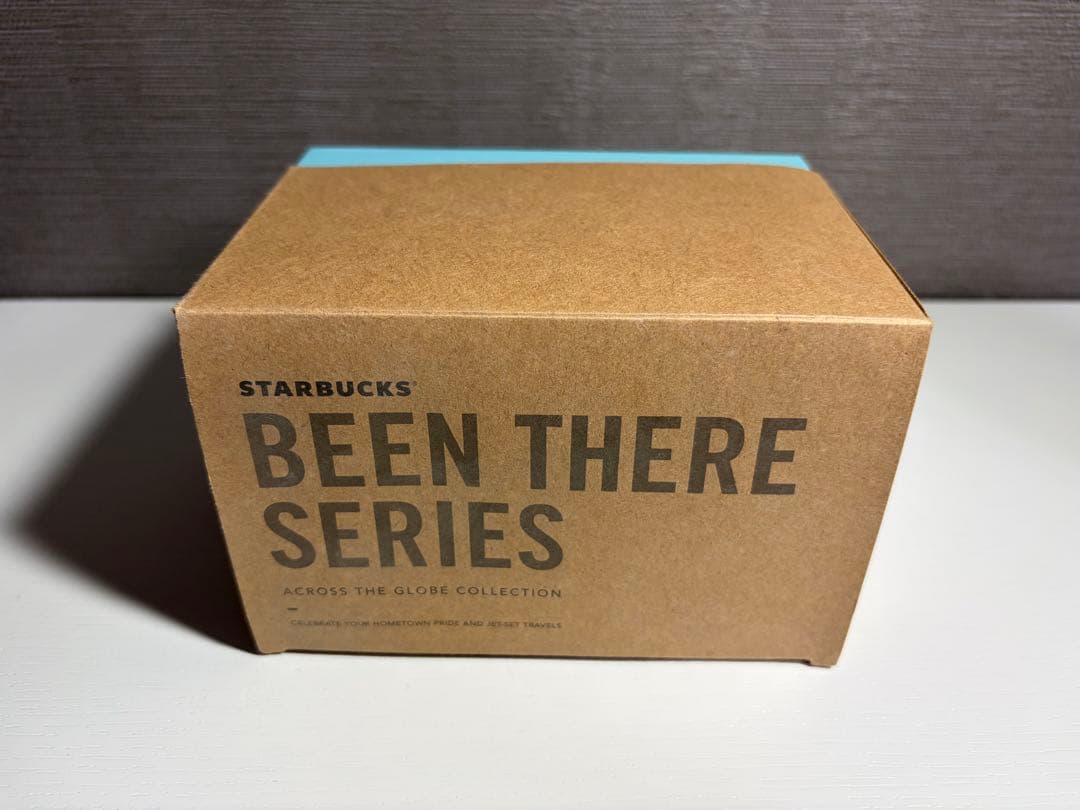 STARBUCKS®
BEEN THERE
SERIES
ACROSS THE GLOBE COLLECTION
CELEBRATE YOUR HOMETOWN PRIDE AND JET-SET TRAVELS